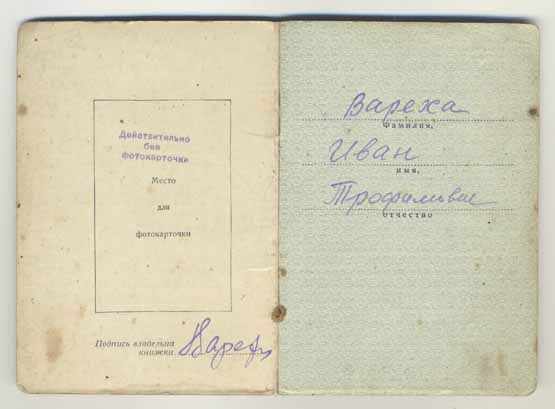 Действительно
без
фотокарточки
Место
для
фотокарточки
Подпись владельца
книжки
Вареха
Фамилия,
Иван
имя,
Трофимович
отчество